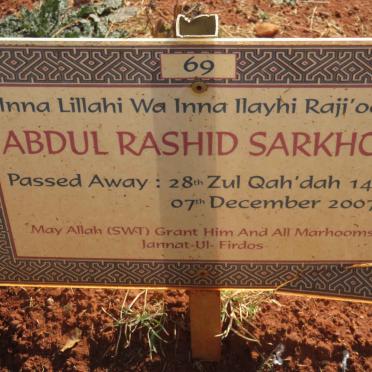 69
Inna Lillahi Wa Inna Ilayhi Raji'oo
ABDUL RASHID SARKHO
Passed Away : 28th Zul Qah'dah 14
07th December 2007
May Allah (SWT) Grant Him And All Marhooms
Jannat-Ul- Firdos